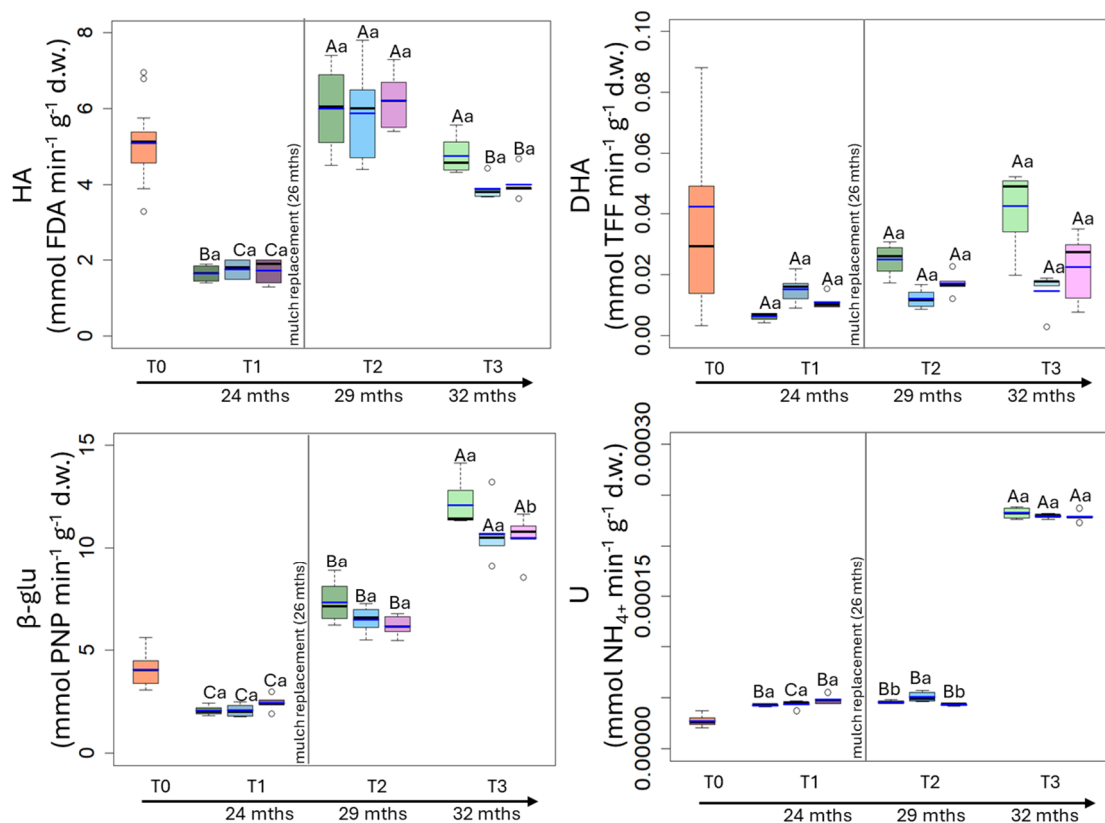 HA
(mmol FDA min-1 g-1 d.w.)
0 2 4 6 8
Ba Ca Ca
Aa Aa Aa
Aa Ba Ba
mulch replacement (26 mths)
T0 T1 T2 T3
24 mths 29 mths 32 mths
DHA
(mmol TFF min-1 g-1 d.w.)
0.00 0.02 0.04 0.06 0.08 0.10
Aa Aa Aa
Aa Aa Aa
Aa Aa Aa
mulch replacement (26 mths)
T0 T1 T2 T3
24 mths 29 mths 32 mths
β-glu
(mmol PNP min-1 g-1 d.w.)
0 5 10 15
Ca Ca Ca
Ba Ba Ba
Aa Aa Ab
mulch replacement (26 mths)
T0 T1 T2 T3
24 mths 29 mths 32 mths
U
(mmol NH4+ min-1 g-1 d.w.)
0.00000 0.00015 0.00030
Ba Ca Ba
Bb Ba Bb
Aa Aa Aa
mulch replacement (26 mths)
T0 T1 T2 T3
24 mths 29 mths 32 mths